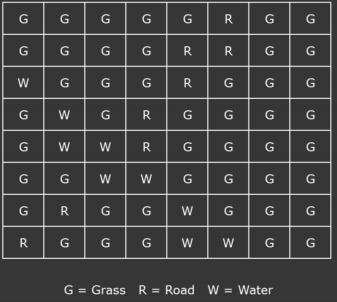 G G G G G R G G
G G G G R R G G
W G G G R G G G
G W G R G G G G
G W W R G G G G
G G W W G G G G
G R G G W G G G
R G G G W W G G
G = Grass R = Road W = Water